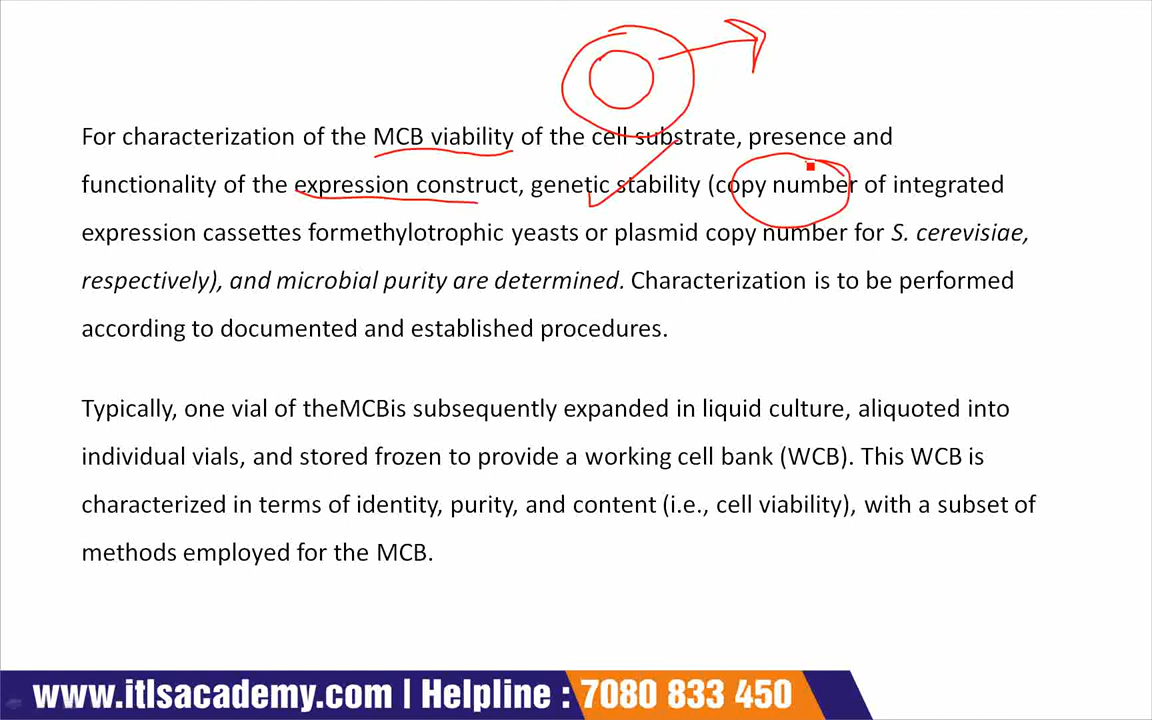 For characterization of the MCB viability of the cell substrate, presence and
functionality of the expression construct, genetic stability (copy number of integrated
expression cassettes formethylotrophic yeasts or plasmid copy number for S. cerevisiae,
respectively), and microbial purity are determined. Characterization is to be performed
according to documented and established procedures.
Typically, one vial of theMCBis subsequently expanded in liquid culture, aliquoted into
individual vials, and stored frozen to provide a working cell bank (WCB). This WCB is
characterized in terms of identity, purity, and content (i.e., cell viability), with a subset of
methods employed for the MCB.
www.itlsacademy.com | Helpline : 7080 833 450